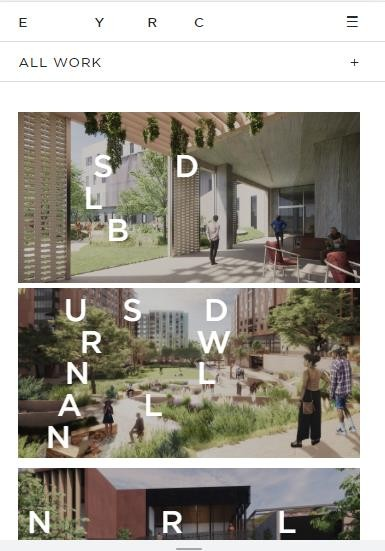 E Y R C
ALL WORK +
S D
L
B
U S D
R W
N L
A L
N
N R L